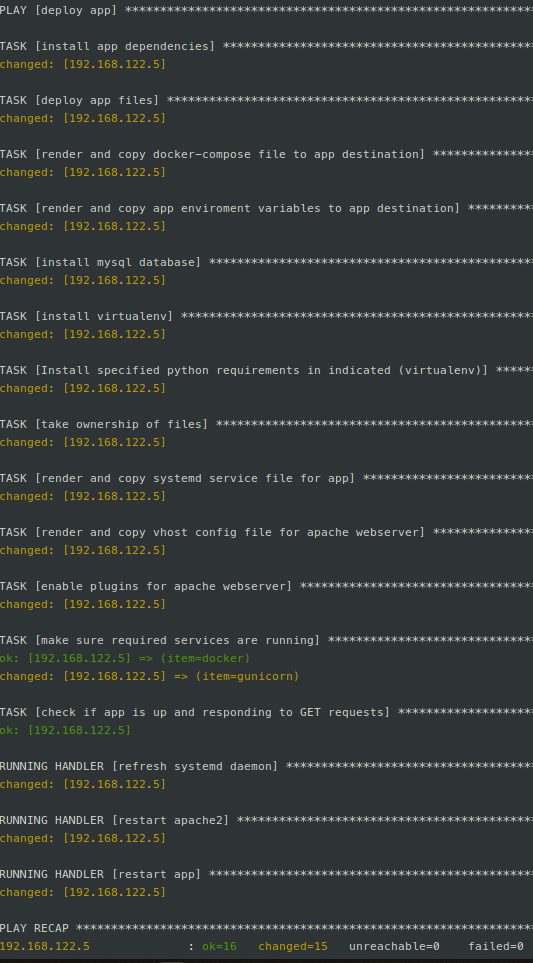 PLAY [deploy app] **********************************************************
TASK [install app dependencies] ********************************************
changed: [192.168.122.5]
TASK [deploy app files] ****************************************************
changed: [192.168.122.5]
TASK [render and copy docker-compose file to app destination] **************
changed: [192.168.122.5]
TASK [render and copy app enviroment variables to app destination] *********
changed: [192.168.122.5]
TASK [install mysql database] **********************************************
changed: [192.168.122.5]
TASK [install virtualenv] **************************************************
changed: [192.168.122.5]
TASK [Install specified python requirements in indicated (virtualenv)] *****
changed: [192.168.122.5]
TASK [take ownership of files] *********************************************
changed: [192.168.122.5]
TASK [render and copy systemd service file for app] ************************
changed: [192.168.122.5]
TASK [render and copy vhost config file for apache webserver] **************
changed: [192.168.122.5]
TASK [enable plugins for apache webserver] *********************************
changed: [192.168.122.5]
TASK [make sure required services are running] *****************************
ok: [192.168.122.5] => (item=docker)
changed: [192.168.122.5] => (item=gunicorn)
TASK [check if app is up and responding to GET requests] *******************
ok: [192.168.122.5]
RUNNING HANDLER [refresh systemd daemon] ***********************************
changed: [192.168.122.5]
RUNNING HANDLER [restart apache2] ******************************************
changed: [192.168.122.5]
RUNNING HANDLER [restart app] **********************************************
changed: [192.168.122.5]
PLAY RECAP *****************************************************************
192.168.122.5              : ok=16   changed=15   unreachable=0    failed=0